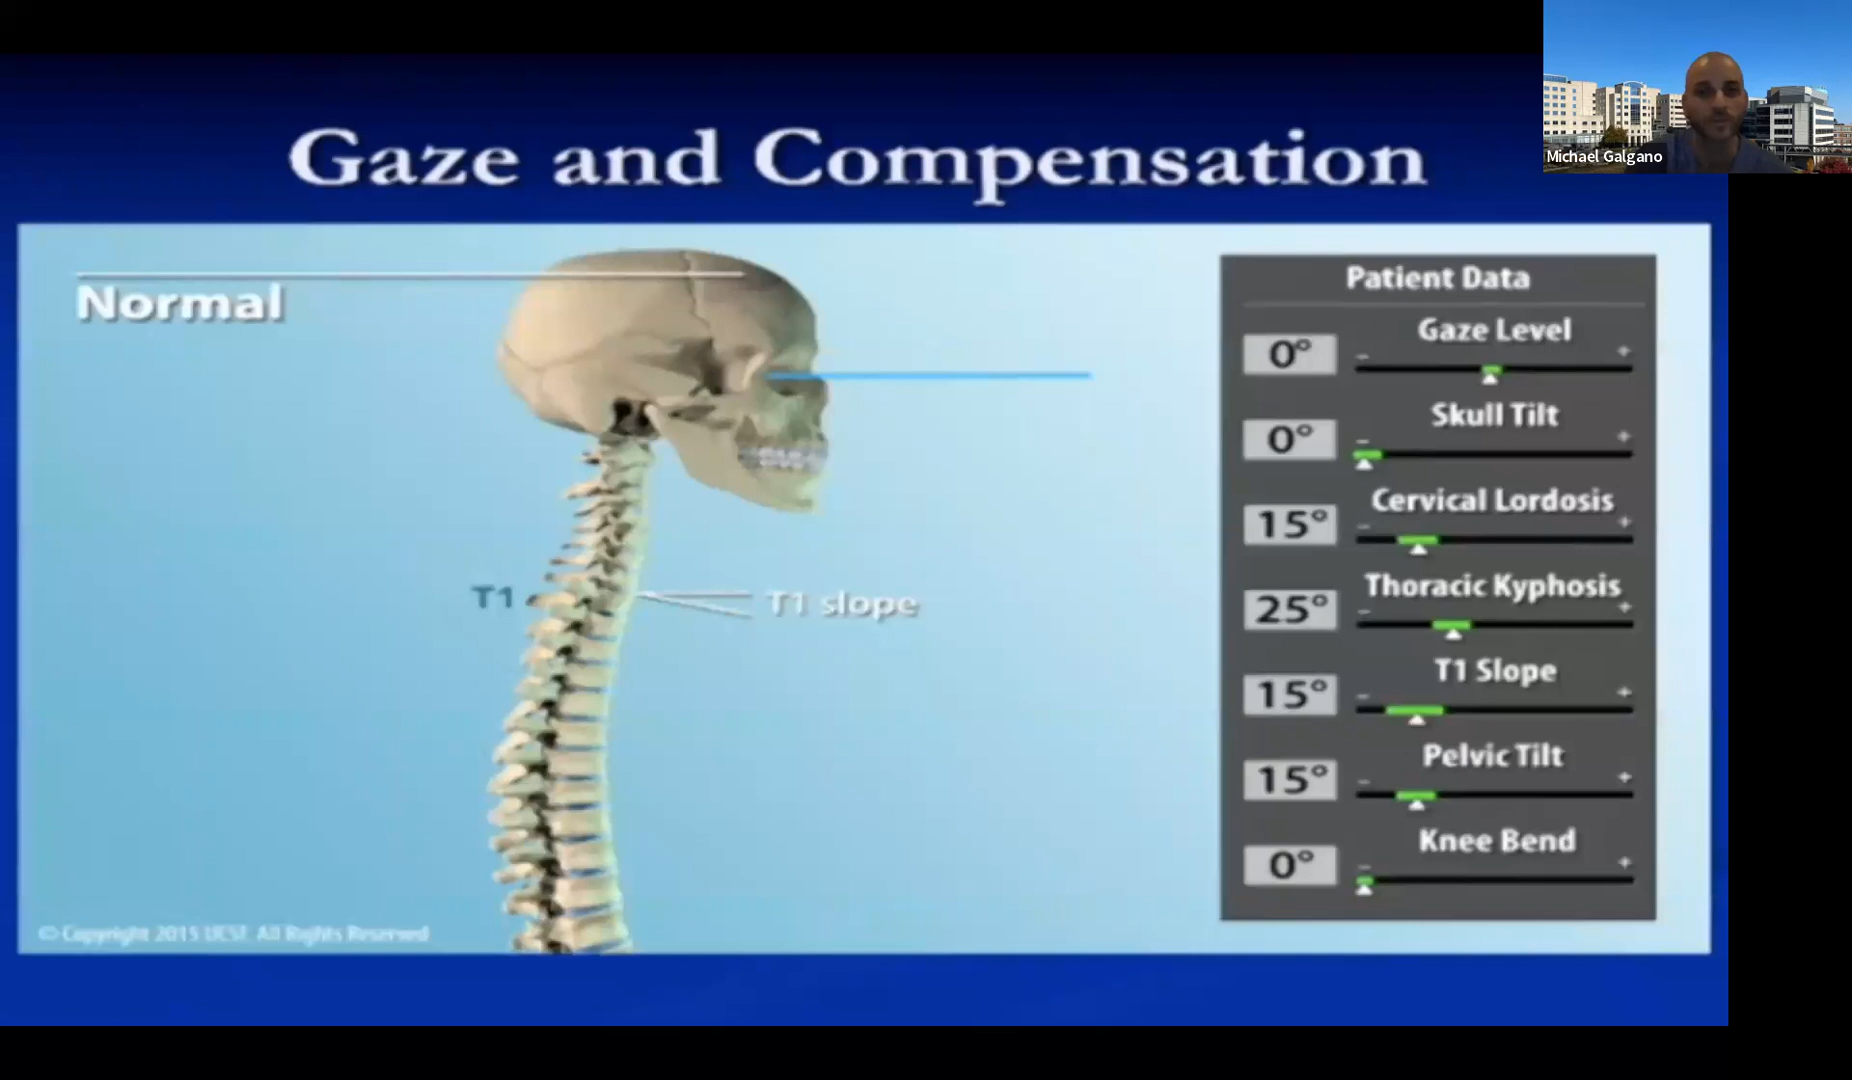 Gaze and Compensation
Michael Galgano
Normal
T1
T1 slope
Patient Data
Gaze Level
0°
- +
Skull Tilt
0°
- +
Cervical Lordosis
15°
- +
Thoracic Kyphosis
25°
- +
T1 Slope
15°
- +
Pelvic Tilt
15°
- +
Knee Bend
0°
- +
© Copyright 2015 UCSF All Rights Reserved